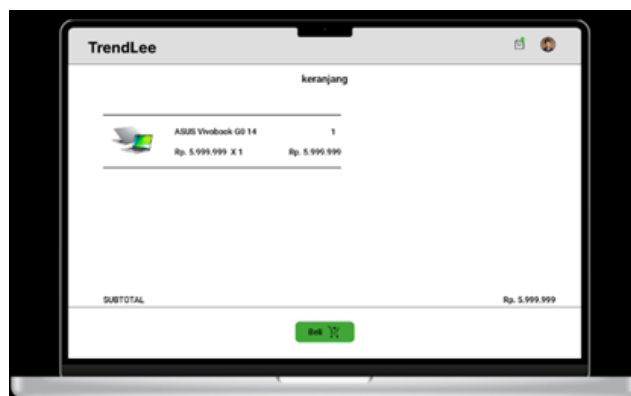 TrendLee
keranjang
ASUS Vivobook G0 14 1
Rp. 5.999.999 X 1 Rp. 5.999.999
SUBTOTAL Rp. 5.999.999
Beli